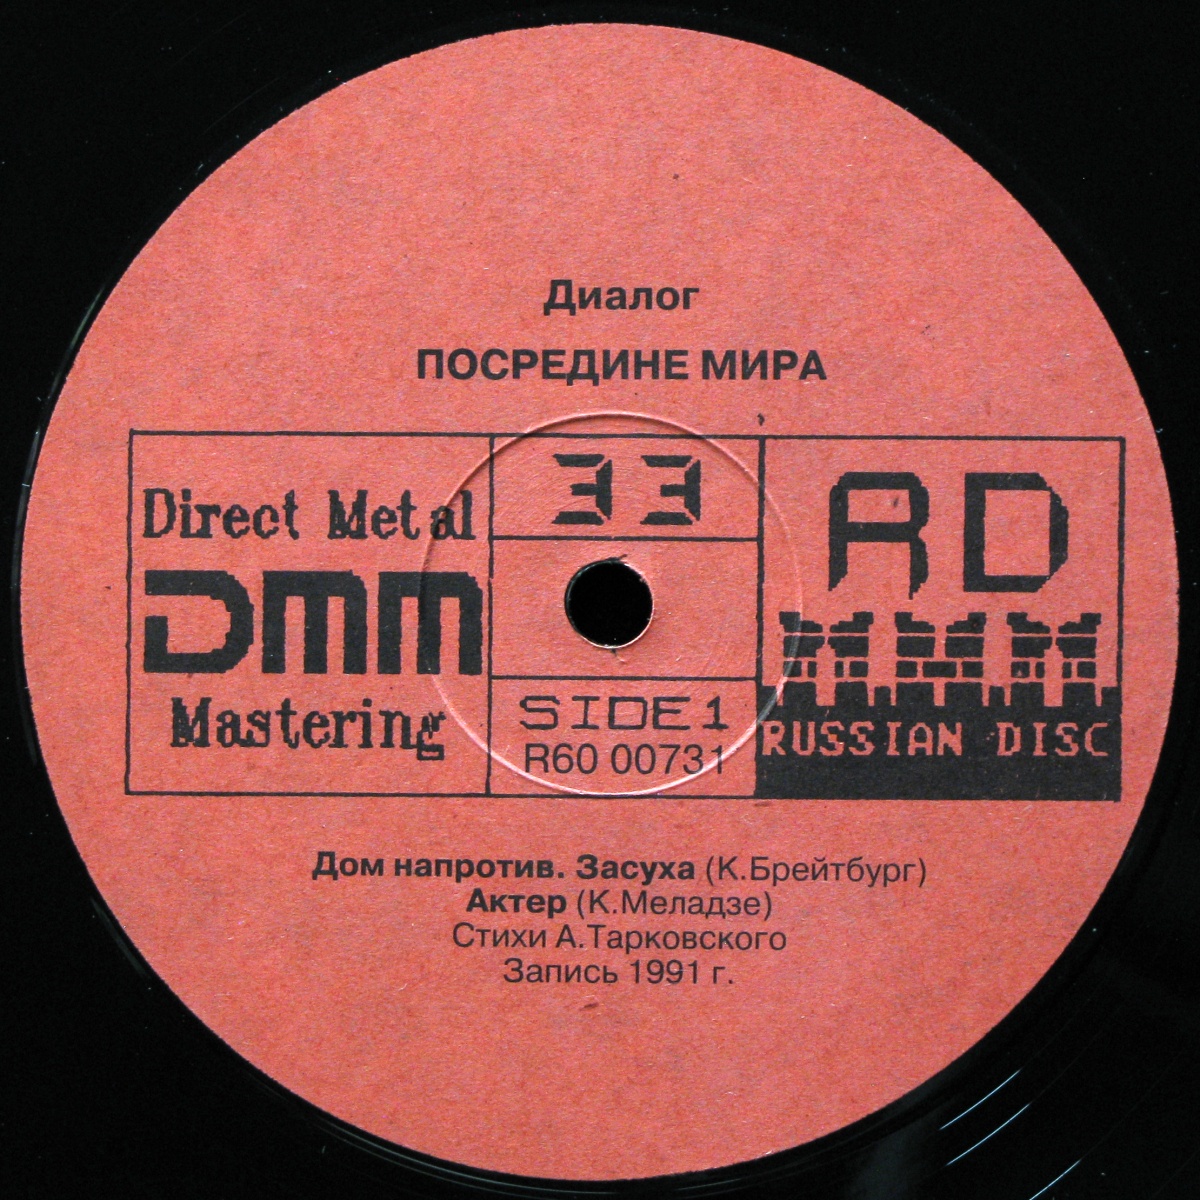 Диалог
ПОСРЕДИНЕ МИРА
Direct Metal
DMM
Mastering
33
SIDE 1
R60 00731
RD
RUSSIAN DISC
Дом напротив. Засуха (К.Брейтбург)
Актер (К.Меладзе)
Стихи А.Тарковского
Запись 1991 г.